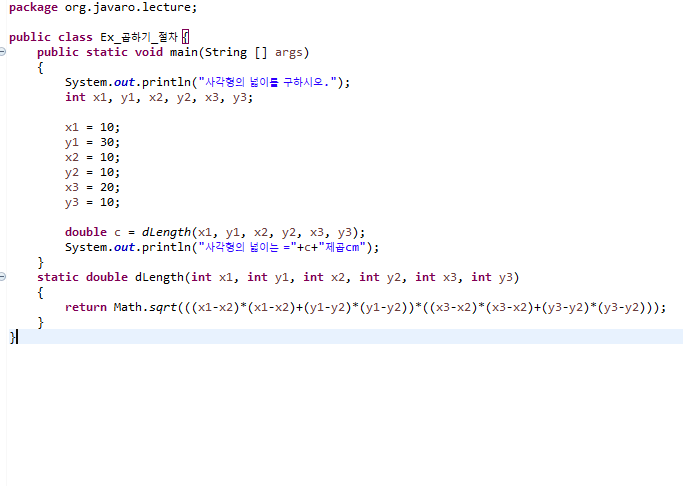 package org.javaro.lecture;
public class Ex_곱하기_절차 {
public static void main(String [] args)
{
System.out.println("사각형의 넓이를 구하시오.");
int x1, y1, x2, y2, x3, y3;
x1 = 10;
y1 = 30;
x2 = 10;
y2 = 10;
x3 = 20;
y3 = 10;
double c = dLength(x1, y1, x2, y2, x3, y3);
System.out.println("사각형의 넓이는 ="+c+"제곱cm");
}
static double dLength(int x1, int y1, int x2, int y2, int x3, int y3)
{
return Math.sqrt(((x1-x2)*(x1-x2)+(y1-y2)*(y1-y2))*((x3-x2)*(x3-x2)+(y3-y2)*(y3-y2)));
}
}